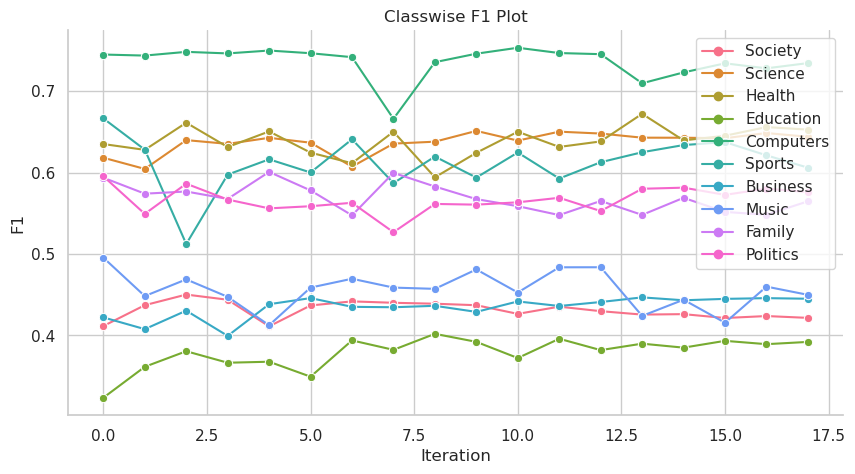 Classwise F1 Plot
F1
0.7
0.6
0.5
0.4
0.0 2.5 5.0 7.5 10.0 12.5 15.0 17.5
Iteration
Society
Science
Health
Education
Computers
Sports
Business
Music
Family
Politics